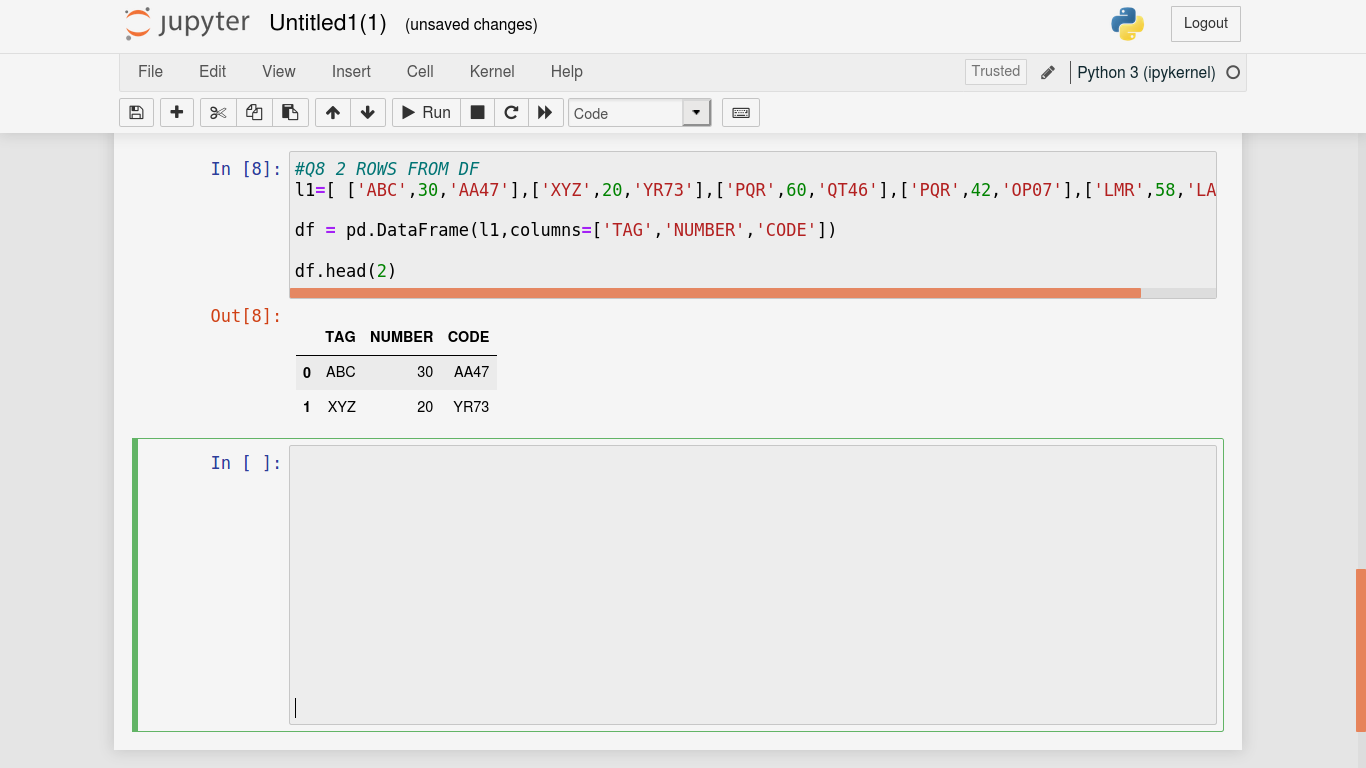 jupyter Untitled1(1) (unsaved changes) Logout
File Edit View Insert Cell Kernel Help Trusted Python 3 (ipykernel)
Run Code
In [8]: #Q8 2 ROWS FROM DF
l1=[ ['ABC',30,'AA47'],['XYZ',20,'YR73'],['PQR',60,'QT46'],['PQR',42,'OP07'],['LMR',58,'LA
df = pd.DataFrame(l1,columns=['TAG','NUMBER','CODE'])
df.head(2)
Out[8]:
TAG NUMBER CODE
0 ABC 30 AA47
1 XYZ 20 YR73
In [ ]: